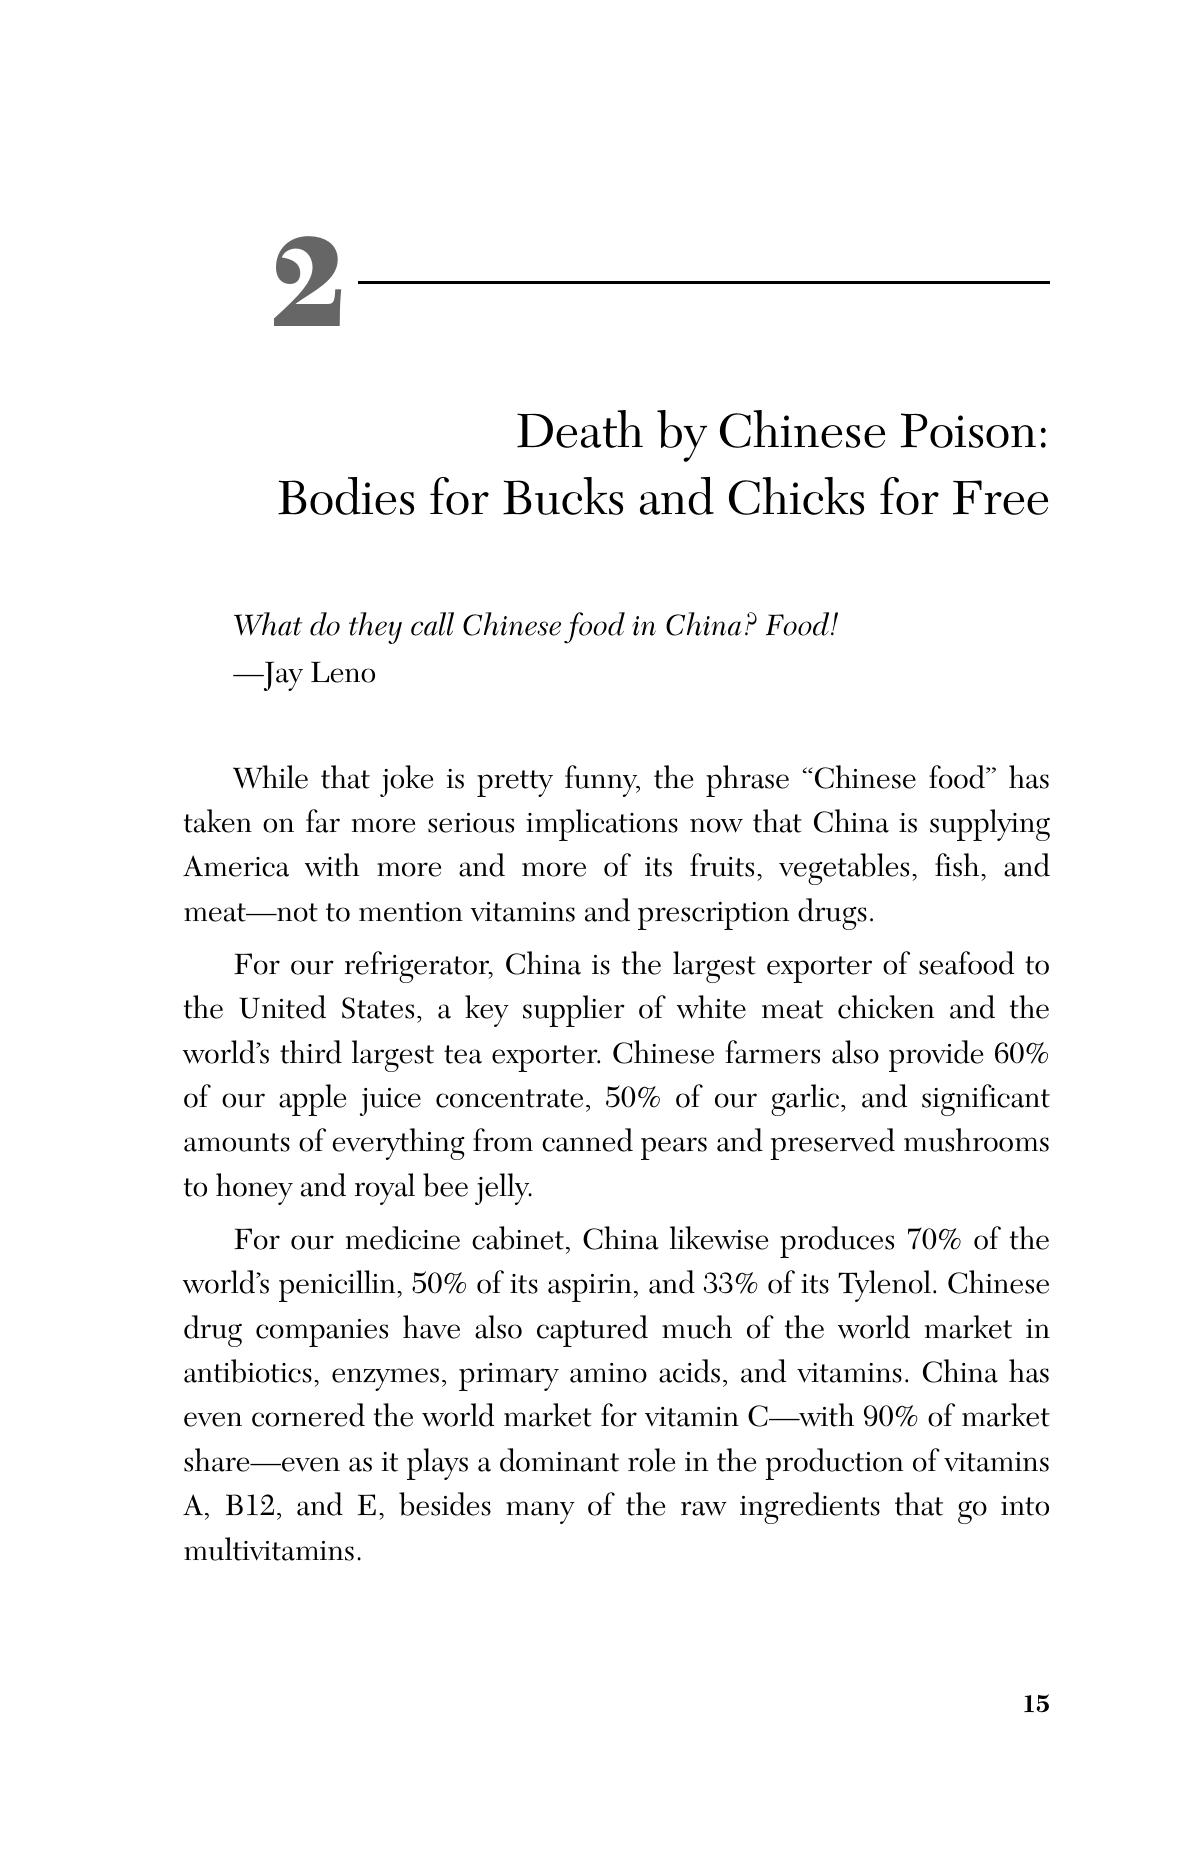 2
Death by Chinese Poison:
Bodies for Bucks and Chicks for Free
What do they call Chinese food in China? Food!
—Jay Leno
While that joke is pretty funny, the phrase “Chinese food” has
taken on far more serious implications now that China is supplying
America with more and more of its fruits, vegetables, fish, and
meat—not to mention vitamins and prescription drugs.
For our refrigerator, China is the largest exporter of seafood to
the United States, a key supplier of white meat chicken and the
world’s third largest tea exporter. Chinese farmers also provide 60%
of our apple juice concentrate, 50% of our garlic, and significant
amounts of everything from canned pears and preserved mushrooms
to honey and royal bee jelly.
For our medicine cabinet, China likewise produces 70% of the
world’s penicillin, 50% of its aspirin, and 33% of its Tylenol. Chinese
drug companies have also captured much of the world market in
antibiotics, enzymes, primary amino acids, and vitamins. China has
even cornered the world market for vitamin C—with 90% of market
share—even as it plays a dominant role in the production of vitamins
A, B12, and E, besides many of the raw ingredients that go into
multivitamins.
15